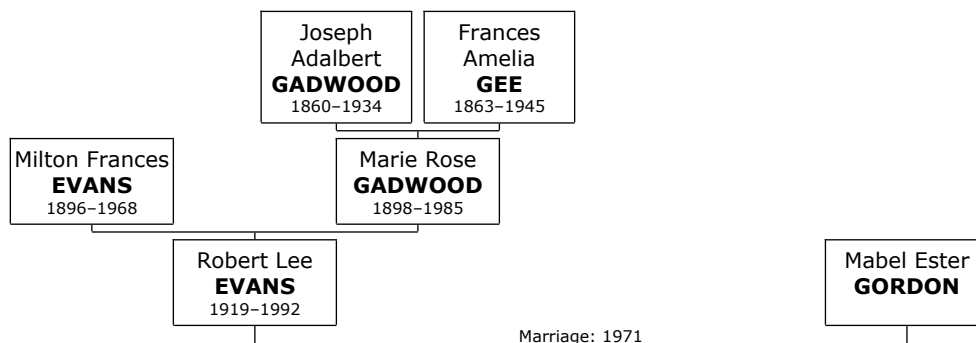 Joseph
Adalbert
GADWOOD
1860–1934
Frances
Amelia
GEE
1863–1945
Milton Frances
EVANS
1896–1968
Marie Rose
GADWOOD
1898–1985
Robert Lee
EVANS
1919–1992
Mabel Ester
GORDON
Marriage: 1971